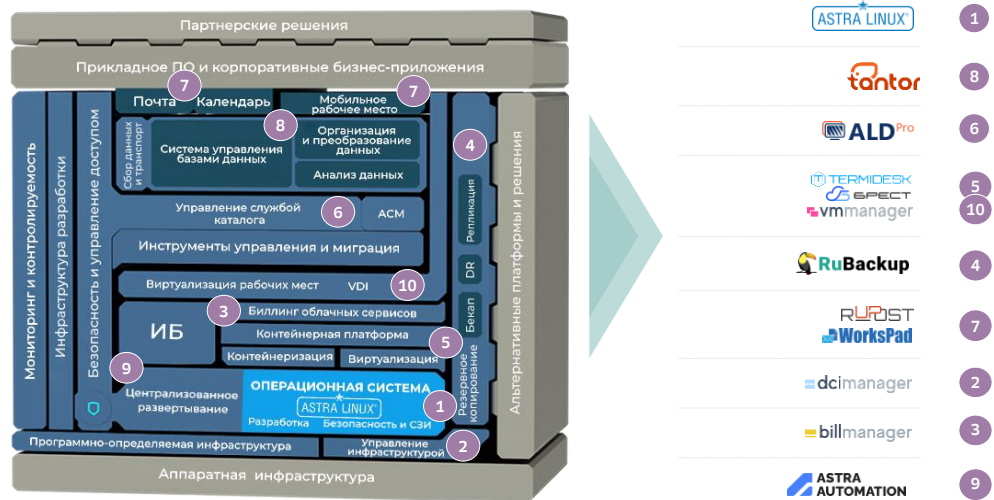 Партнерские решения
Прикладное ПО и корпоративные бизнес-приложения
7
7
Почта
Календарь
Мобильное
рабочее место
8
Сбор данных
и транспорт
Система управления
базами данных
Организация
и преобразование
данных
Анализ данных
4
Управление службой
каталога
6
ACM
Репликация
Инструменты управления и миграция
Виртуализация рабочих мест
VDI
10
DR
3
Биллинг облачных сервисов
ИБ
Контейнерная платформа
5
Контейнеризация
Виртуализация
Бекап
9
Централизованное
развертывание
ОПЕРАЦИОННАЯ СИСТЕМА
ASTRA LINUX®
1
Разработка
Безопасность и СЗИ
Резервное
копирование
Мониторинг и контролируемость
Инфраструктура разработки
Безопасность и управление доступом
Альтернативные платформы и решения
Программно-определяемая инфраструктура
Управление
инфраструктурой
2
Аппаратная инфраструктура
ASTRA LINUX®
1
tantor
8
ALD Pro
6
TERMIDESK
5
БРЕСТ
vmmanager
10
RuBackup
4
RUPOST
WorksPad
7
dcimanager
2
billmanager
3
ASTRA
AUTOMATION
9